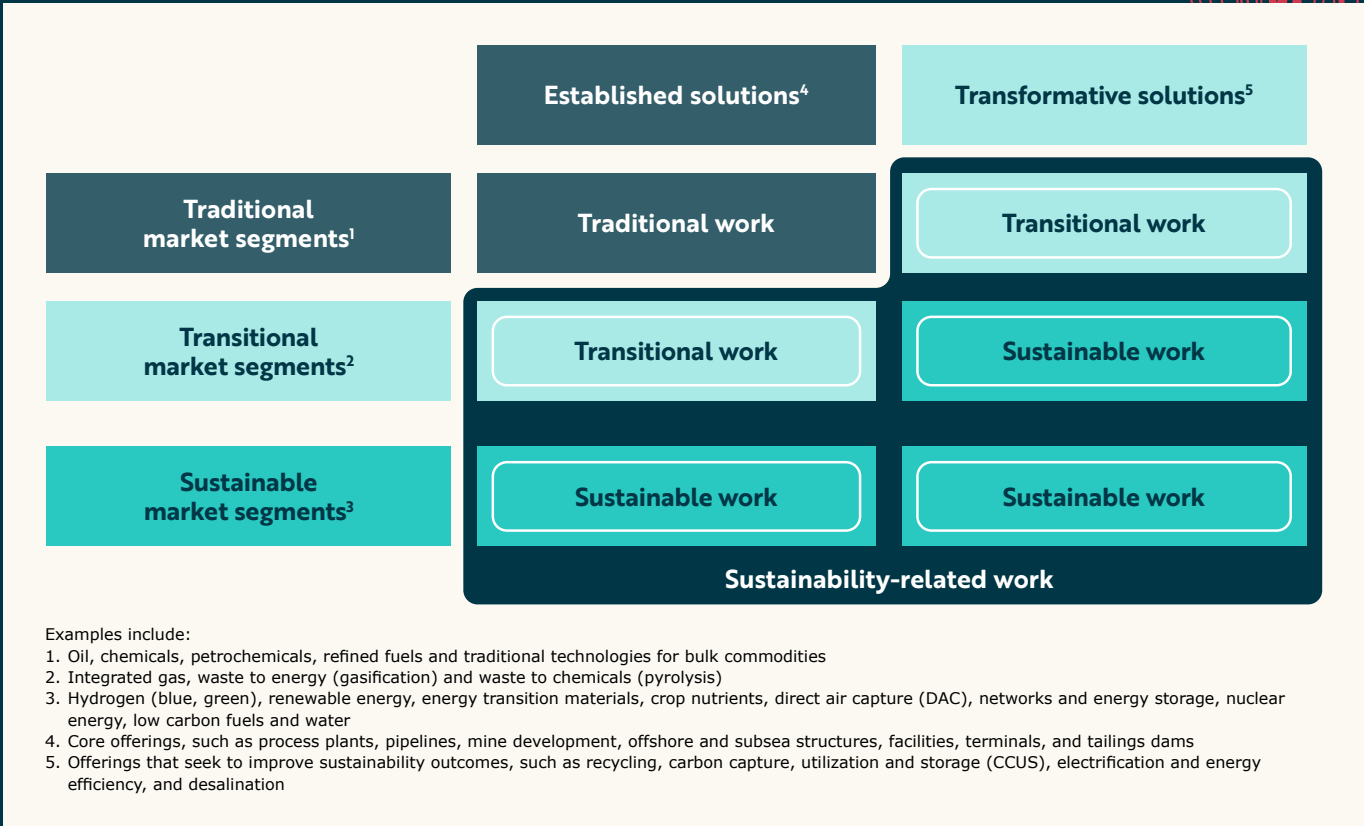 Established solutions⁴
Transformative solutions⁵
Traditional
market segments¹
Traditional work
Transitional work
Transitional
market segments²
Transitional work
Sustainable work
Sustainable
market segments³
Sustainable work
Sustainable work
Sustainability-related work
Examples include:
1. Oil, chemicals, petrochemicals, refined fuels and traditional technologies for bulk commodities
2. Integrated gas, waste to energy (gasification) and waste to chemicals (pyrolysis)
3. Hydrogen (blue, green), renewable energy, energy transition materials, crop nutrients, direct air capture (DAC), networks and energy storage, nuclear
energy, low carbon fuels and water
4. Core offerings, such as process plants, pipelines, mine development, offshore and subsea structures, facilities, terminals, and tailings dams
5. Offerings that seek to improve sustainability outcomes, such as recycling, carbon capture, utilization and storage (CCUS), electrification and energy
efficiency, and desalination